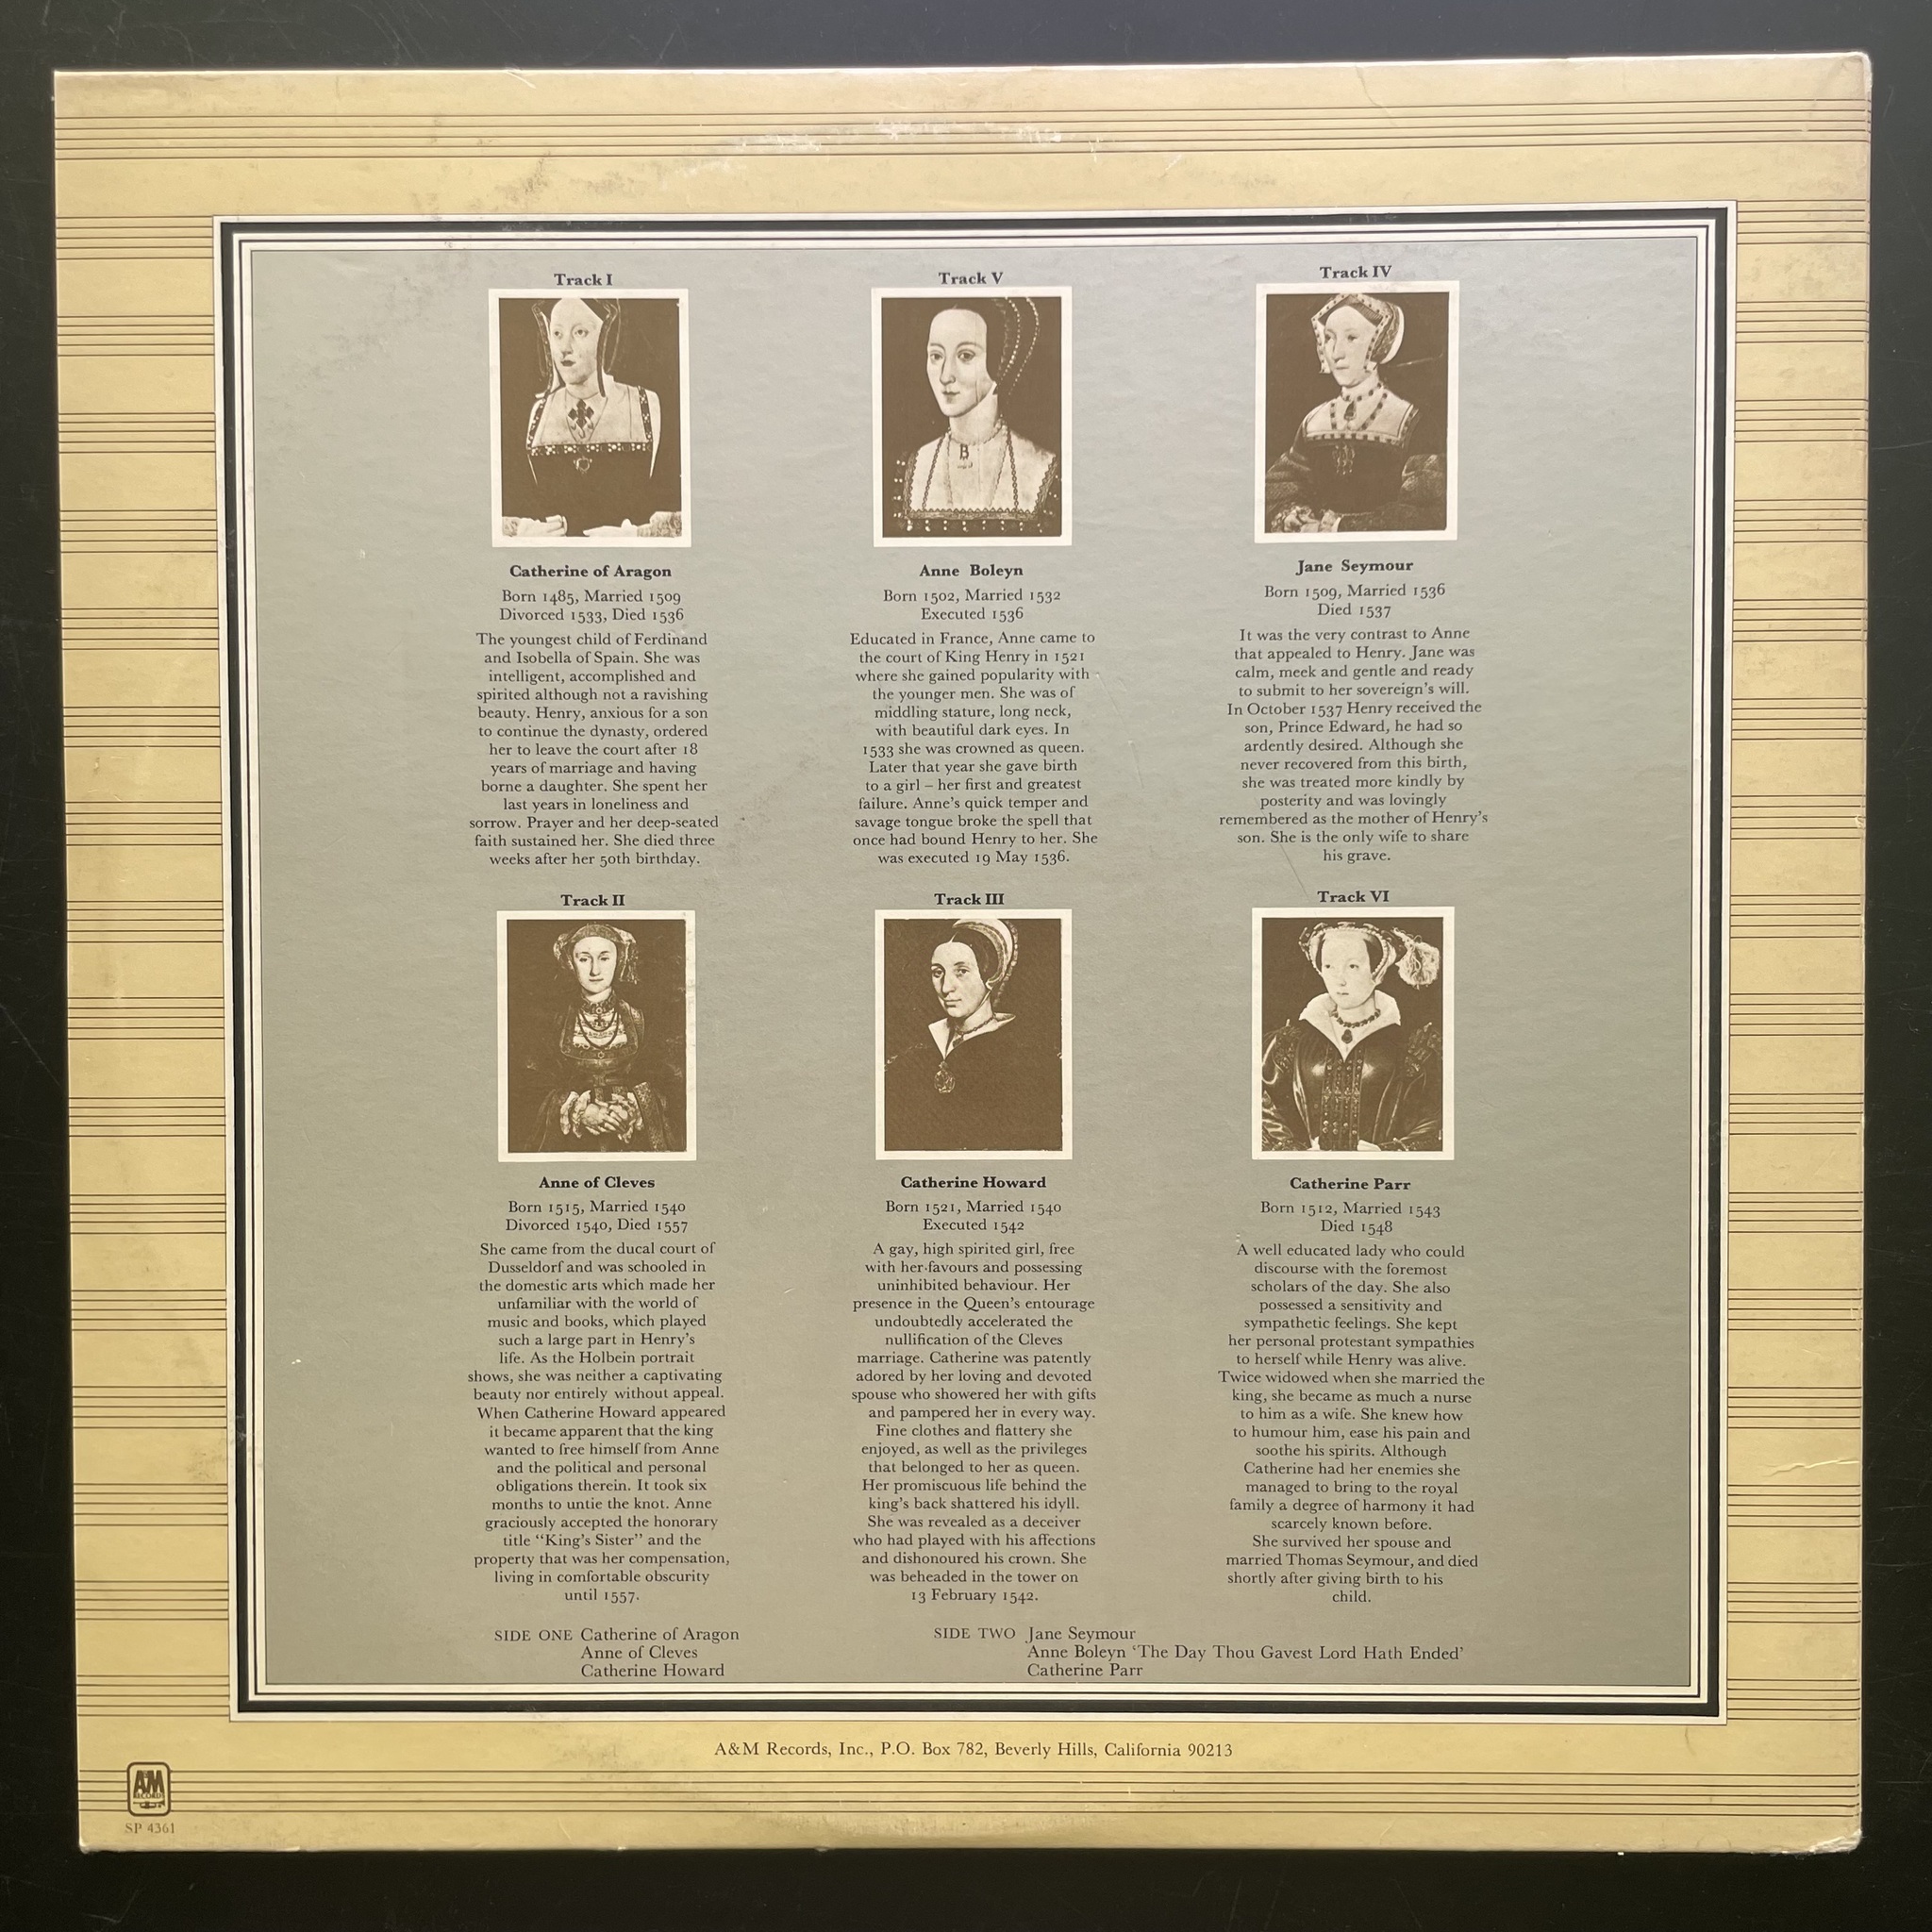 Track I
Catherine of Aragon
Born 1485, Married 1509
Divorced 1533, Died 1536
The youngest child of Ferdinand
and Isobella of Spain. She was
intelligent, accomplished and
spirited although not a ravishing
beauty. Henry, anxious for a son
to continue the dynasty, ordered
her to leave the court after 18
years of marriage and having
borne a daughter. She spent her
last years in loneliness and
sorrow. Prayer and her deep-seated
faith sustained her. She died three
weeks after her 50th birthday.
Track V
B
Anne Boleyn
Born 1502, Married 1532
Executed 1536
Educated in France, Anne came to
the court of King Henry in 1521
where she gained popularity with
the younger men. She was of
middling stature, long neck,
with beautiful dark eyes. In
1533 she was crowned as queen.
Later that year she gave birth
to a girl – her first and greatest
failure. Anne's quick temper and
savage tongue broke the spell that
once had bound Henry to her. She
was executed 19 May 1536.
Track IV
Jane Seymour
Born 1509, Married 1536
Died 1537
It was the very contrast to Anne
that appealed to Henry. Jane was
calm, meek and gentle and ready
to submit to her sovereign's will.
In October 1537 Henry received the
son, Prince Edward, he had so
ardently desired. Although she
never recovered from this birth,
she was treated more kindly by
posterity and was lovingly
remembered as the mother of Henry's
son. She is the only wife to share
his grave.
Track II
Anne of Cleves
Born 1515, Married 1540
Divorced 1540, Died 1557
She came from the ducal court of
Dusseldorf and was schooled in
the domestic arts which made her
unfamiliar with the world of
music and books, which played
such a large part in Henry's
life. As the Holbein portrait
shows, she was neither a captivating
beauty nor entirely without appeal.
When Catherine Howard appeared
it became apparent that the king
wanted to free himself from Anne
and the political and personal
obligations therein. It took six
months to untie the knot. Anne
graciously accepted the honorary
title "King's Sister" and the
property that was her compensation,
living in comfortable obscurity
until 1557.
Track III
Catherine Howard
Born 1521, Married 1540
Executed 1542
A gay, high spirited girl, free
with her favours and possessing
uninhibited behaviour. Her
presence in the Queen's entourage
undoubtedly accelerated the
nullification of the Cleves
marriage. Catherine was patently
adored by her loving and devoted
spouse who showered her with gifts
and pampered her in every way.
Fine clothes and flattery she
enjoyed, as well as the privileges
that belonged to her as queen.
Her promiscuous life behind the
king's back shattered his idyll.
She was revealed as a deceiver
who had played with his affections
and dishonoured his crown. She
was beheaded in the tower on
13 February 1542.
Track VI
Catherine Parr
Born 1512, Married 1543
Died 1548
A well educated lady who could
discourse with the foremost
scholars of the day. She also
possessed a sensitivity and
sympathetic feelings. She kept
her personal protestant sympathies
to herself while Henry was alive.
Twice widowed when she married the
king, she became as much a nurse
to him as a wife. She knew how
to humour him, ease his pain and
soothe his spirits. Although
Catherine had her enemies she
managed to bring to the royal
family a degree of harmony it had
scarcely known before.
She survived her spouse and
married Thomas Seymour, and died
shortly after giving birth to his
child.
SIDE ONE Catherine of Aragon
Anne of Cleves
Catherine Howard
SIDE TWO Jane Seymour
Anne Boleyn 'The Day Thou Gavest Lord Hath Ended'
Catherine Parr
A&M Records, Inc., P.O. Box 782, Beverly Hills, California 90213
AM
RECORDS
SP 4361